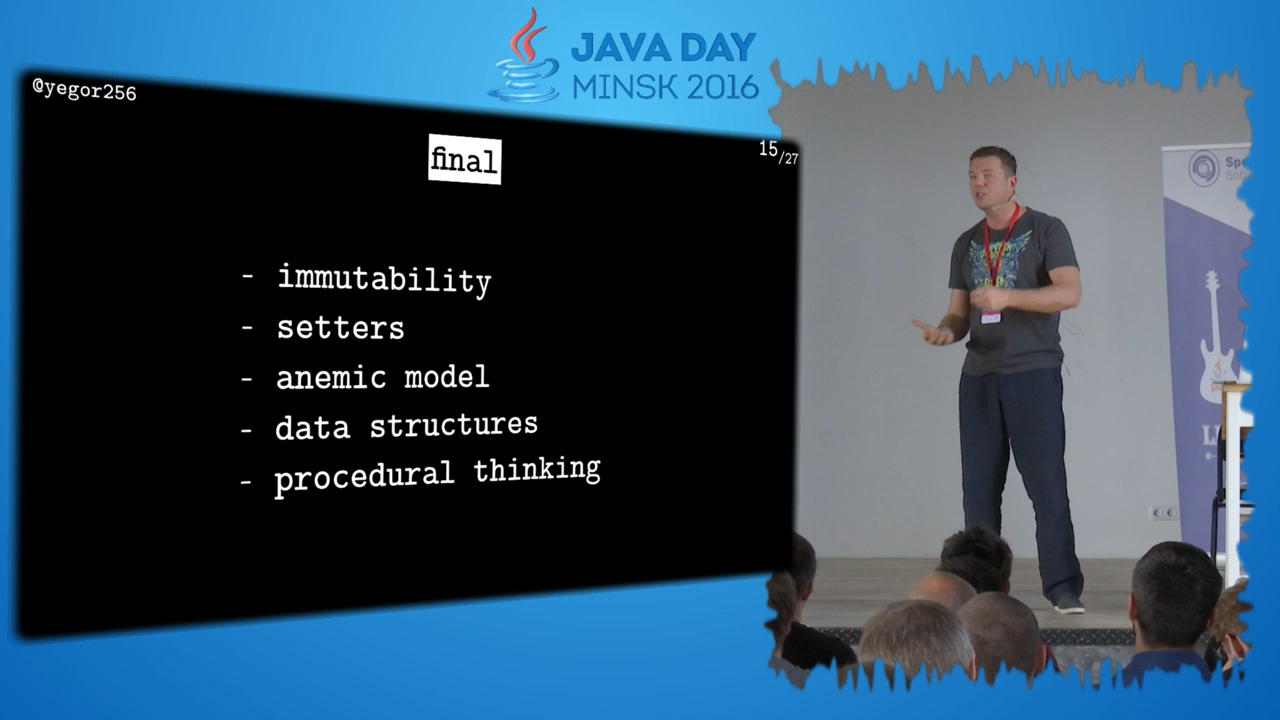 JAVA DAY
MINSK 2016
@yegor256
15/27
final
- immutability
- setters
- anemic model
- data structures
- procedural thinking